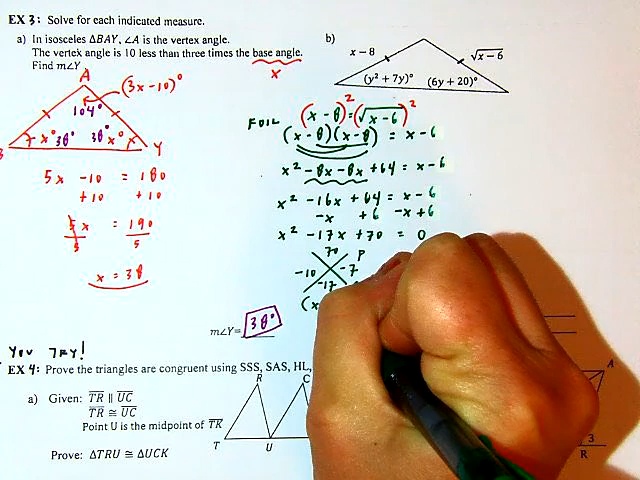 EX 3: Solve for each indicated measure.
a) In isosceles ΔBAY, ∠A is the vertex angle.
The vertex angle is 10 less than three times the base angle.
Find m∠Y
x
A
(3x-10)°
104°
x° 38° 38° x°
Y
5x - 10 = 180
+10 +10
5x = 190
5 5
x = 38
m∠Y= 38°
b)
x − 8
√x − 6
(y² + 7y)° (6y + 20)°
FOIL
(x - 8)² = (√x-6)²
(x-8)(x-8) = x-6
x² -8x-8x+64 = x-6
x² -16x +64 = x-6
-x +6 -x +6
x² -17x +70 = 0
70 P
-10 -7
-17
(x
YOU TRY!
EX 4: Prove the triangles are congruent using SSS, SAS, HL,
a) Given: TR ∥ UC
TR ≅ UC
Point U is the midpoint of TK
Prove: ΔTRU ≅ ΔUCK
R C
T U
A
3
R